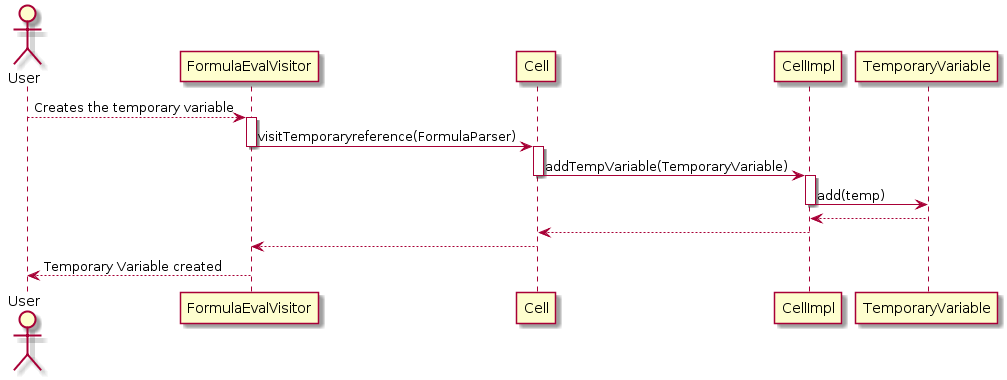 User
FormulaEvalVisitor
Cell
CellImpl
TemporaryVariable
Creates the temporary variable
visitTemporaryreference(FormulaParser)
addTempVariable(TemporaryVariable)
add(temp)
Temporary Variable created
User
FormulaEvalVisitor
Cell
CellImpl
TemporaryVariable